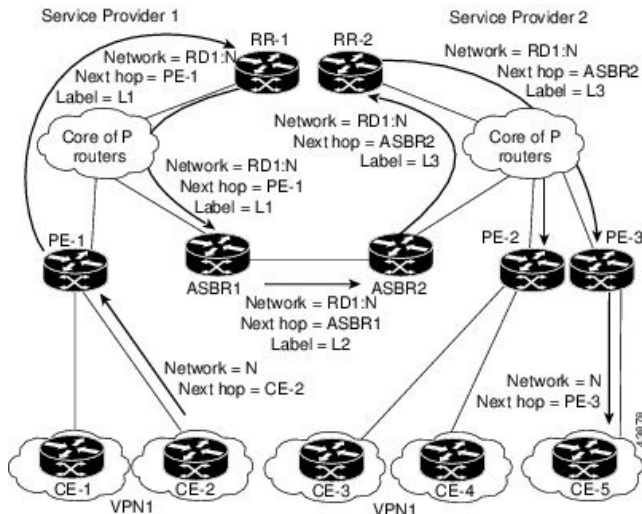 Service Provider 1
Service Provider 2
RR-1
RR-2
Network = RD1:N
Next hop = PE-1
Label = L1
Network = RD1:N
Next hop = ASBR2
Label = L3
Core of P
routers
Network = RD1:N
Next hop = ASBR2
Label = L3
Core of P
routers
Network = RD1:N
Next hop = PE-1
Label = L1
PE-1
PE-2
PE-3
ASBR1
ASBR2
Network = RD1:N
Next hop = ASBR1
Label = L2
Network = N
Next hop = CE-2
Network = N
Next hop = PE-3
CE-1
CE-2
CE-3
CE-4
CE-5
VPN1
VPN1